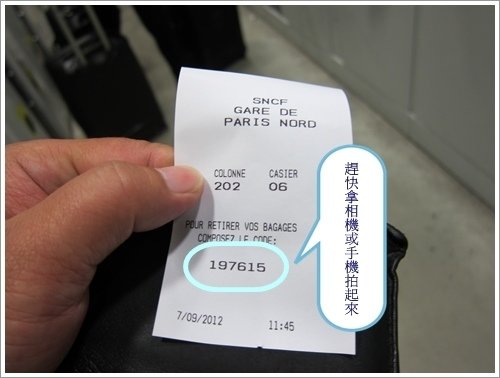 SNCF
GARE DE
PARIS NORD
COLONNE CASIER
202 06
POUR RETIRER VOS BAGAGES
COMPOSEZ LE CODE:
197615
7/09/2012 11:45
趕快拿相機或手機拍起來